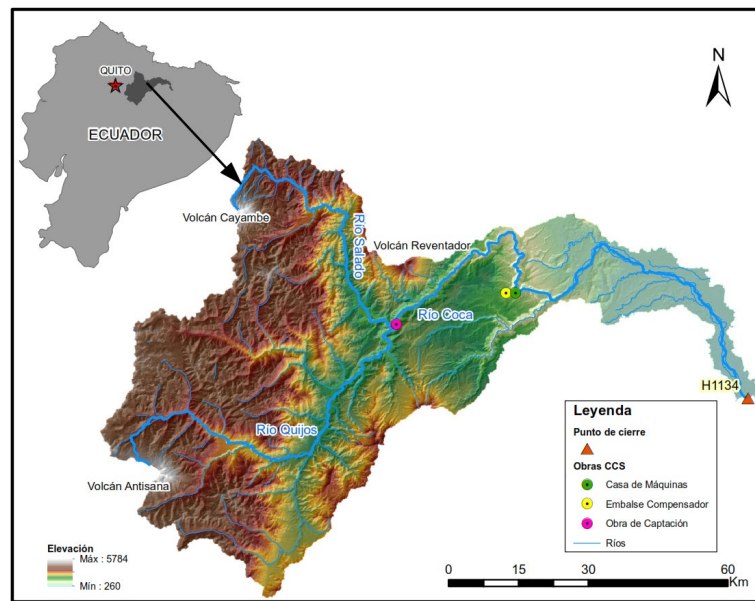 QUITO
ECUADOR
N
Volcán Cayambe
Río Salado
Volcán Reventador
Río Coca
H1134
Río Quijos
Volcán Antisana
Leyenda
Punto de cierre
Obras CCS
Casa de Máquinas
Embalse Compensador
Obra de Captación
Ríos
Elevación
Máx : 5784
Mín : 260
0 15 30 60
Km